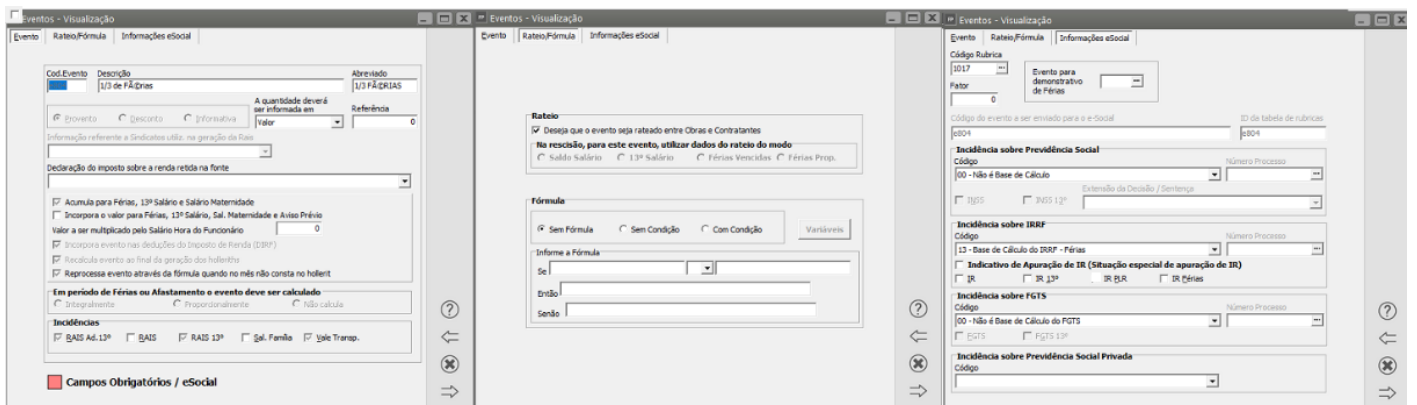 Eventos - Visualização
Evento Rateio/Fórmula Informações eSocial
Cod.Evento Descrição Abreviado
1/3 de FÃ©rias 1/3 FÃ©RIAS
Provento Desconto Informativa
A quantidade deverá ser informada em
Valor
Referência
0
Informação referente a Sindicatos utiliz. na geração da Rais
Declaração do imposto sobre a renda retida na fonte
Acumula para Férias, 13º Salário e Salário Maternidade
Incorpora o valor para Férias, 13º Salário, Sal. Maternidade e Aviso Prévio
Valor a ser multiplicado pelo Salário Hora do Funcionário 0
Incorpora evento nas deduções do Imposto de Renda (DIRF)
Recalcula evento ao final da geração dos holleriths
Reprocessa evento através da fórmula quando no mês não consta no hollerit
Em período de Férias ou Afastamento o evento deve ser calculado
Integralmente Proporcionalmente Não calcula
Incidências
RAIS Ad.13º RAIS RAIS 13º Sal. Família Vale Transp.
Campos Obrigatórios / eSocial
Eventos - Visualização
Evento Rateio/Fórmula Informações eSocial
Rateio
Deseja que o evento seja rateado entre Obras e Contratantes
Na rescisão, para este evento, utilizar dados do rateio do modo
Saldo Salário 13º Salário Férias Vencidas Férias Prop.
Fórmula
Sem Fórmula Sem Condição Com Condição Variáveis
Informe a Fórmula
Se
Então
Senão
Eventos - Visualização
Evento Rateio/Fórmula Informações eSocial
Código Rubrica
1017
Evento para demonstrativo de Férias
Fator
0
Código do evento a ser enviado para o e-Social ID da tabela de rubricas
e804 e804
Incidência sobre Previdência Social
Código Número Processo
00 - Não é Base de Cálculo
Extensão da Decisão / Sentença
INSS INSS 13º
Incidência sobre IRRF
Código Número Processo
13 - Base de Cálculo do IRRF - Férias
Indicativo de Apuração de IR (Situação especial de apuração de IR)
IR IR 13º IR PLR IR Férias
Incidência sobre FGTS
Código Número Processo
00 - Não é Base de Cálculo do FGTS
FGTS FGTS 13º
Incidência sobre Previdência Social Privada
Código